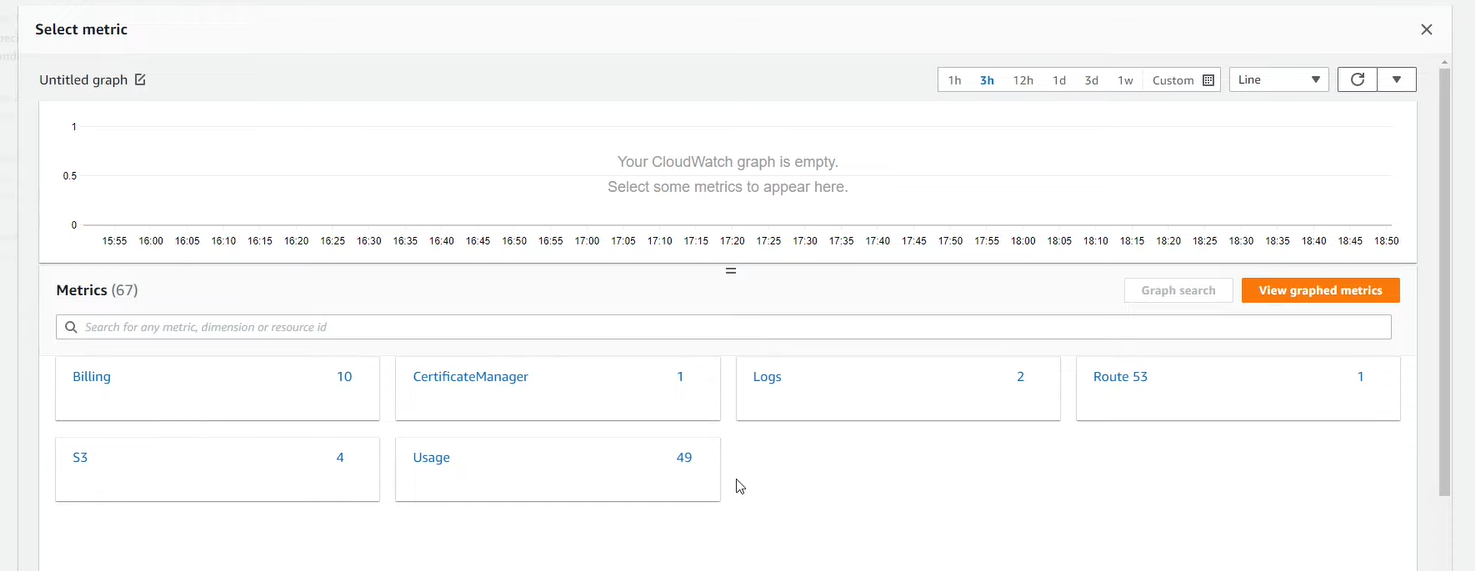 Select metric
Untitled graph
1h 3h 12h 1d 3d 1w Custom Line
1
0.5
0
Your CloudWatch graph is empty.
Select some metrics to appear here.
15:55 16:00 16:05 16:10 16:15 16:20 16:25 16:30 16:35 16:40 16:45 16:50 16:55 17:00 17:05 17:10 17:15 17:20 17:25 17:30 17:35 17:40 17:45 17:50 17:55 18:00 18:05 18:10 18:15 18:20 18:25 18:30 18:35 18:40 18:45 18:50
Metrics (67) Graph search View graphed metrics
Search for any metric, dimension or resource id
Billing 10 CertificateManager 1 Logs 2 Route 53 1
S3 4 Usage 49